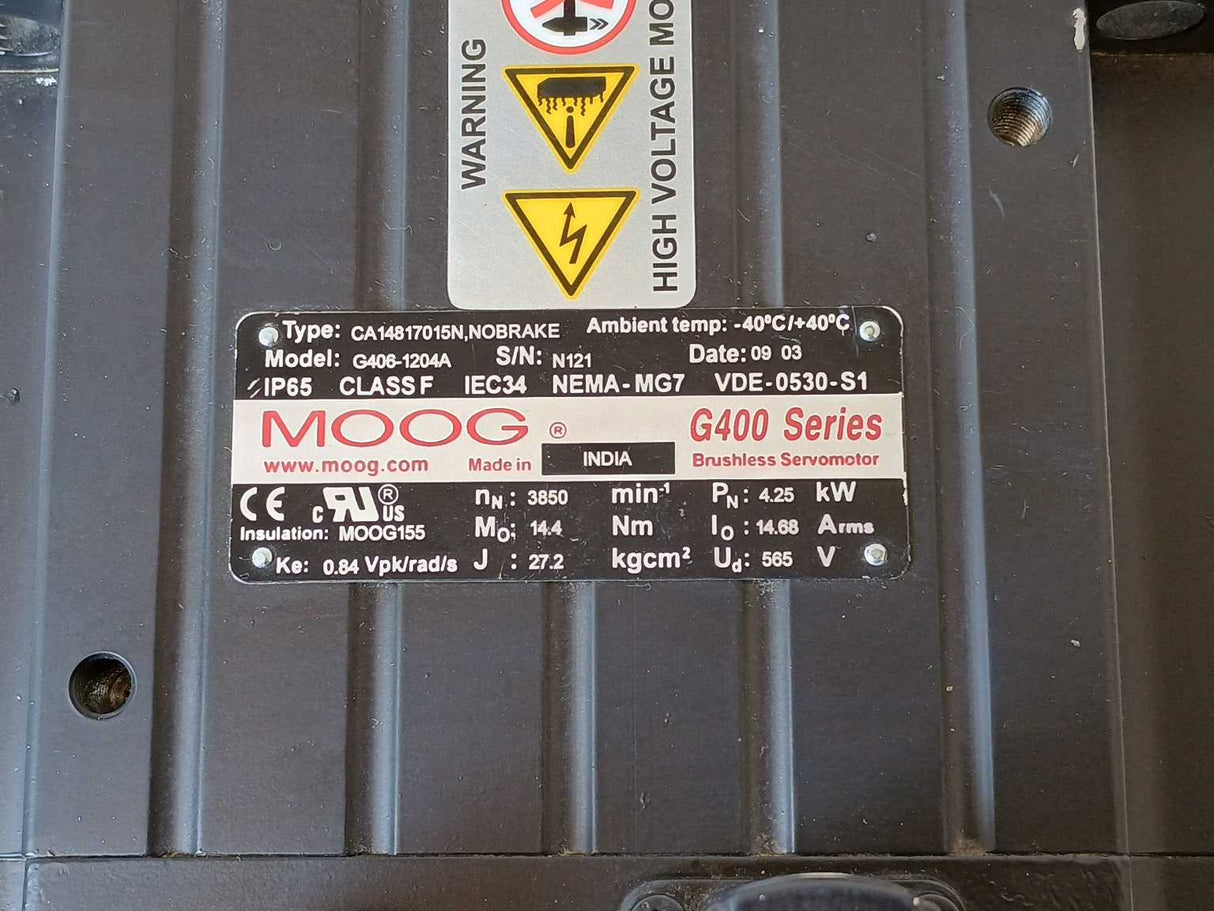 WARNING
HIGH VOLTAGE MO
Type: CA14817015N,NOBRAKE Ambient temp: -40ºC/+40ºC
Model: G406-1204A S/N: N121 Date: 09 03
IP65 CLASS F IEC34 NEMA-MG7 VDE-0530-S1
MOOG ® G400 Series
www.moog.com Made in INDIA Brushless Servomotor
CE c RU ® US nN: 3850 min-1 PN: 4.25 kW
Insulation: MOOG155 MO: 14.4 Nm IO: 14.68 Arms
Ke: 0.84 Vpk/rad/s J : 27.2 kgcm² Ud: 565 V